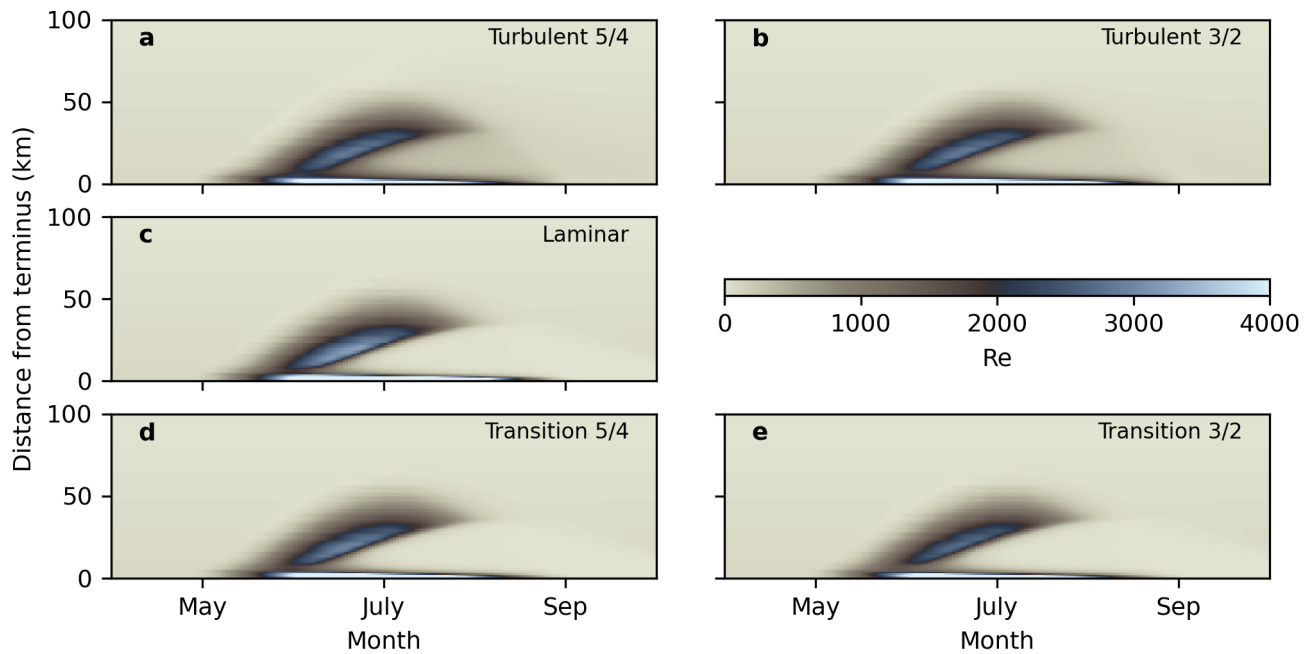 a Turbulent 5/4
b Turbulent 3/2
100
50
0
Distance from terminus (km)
c Laminar
100
50
0
0 1000 2000 3000 4000
Re
d Transition 5/4
e Transition 3/2
100
50
0
May July Sep
Month
May July Sep
Month